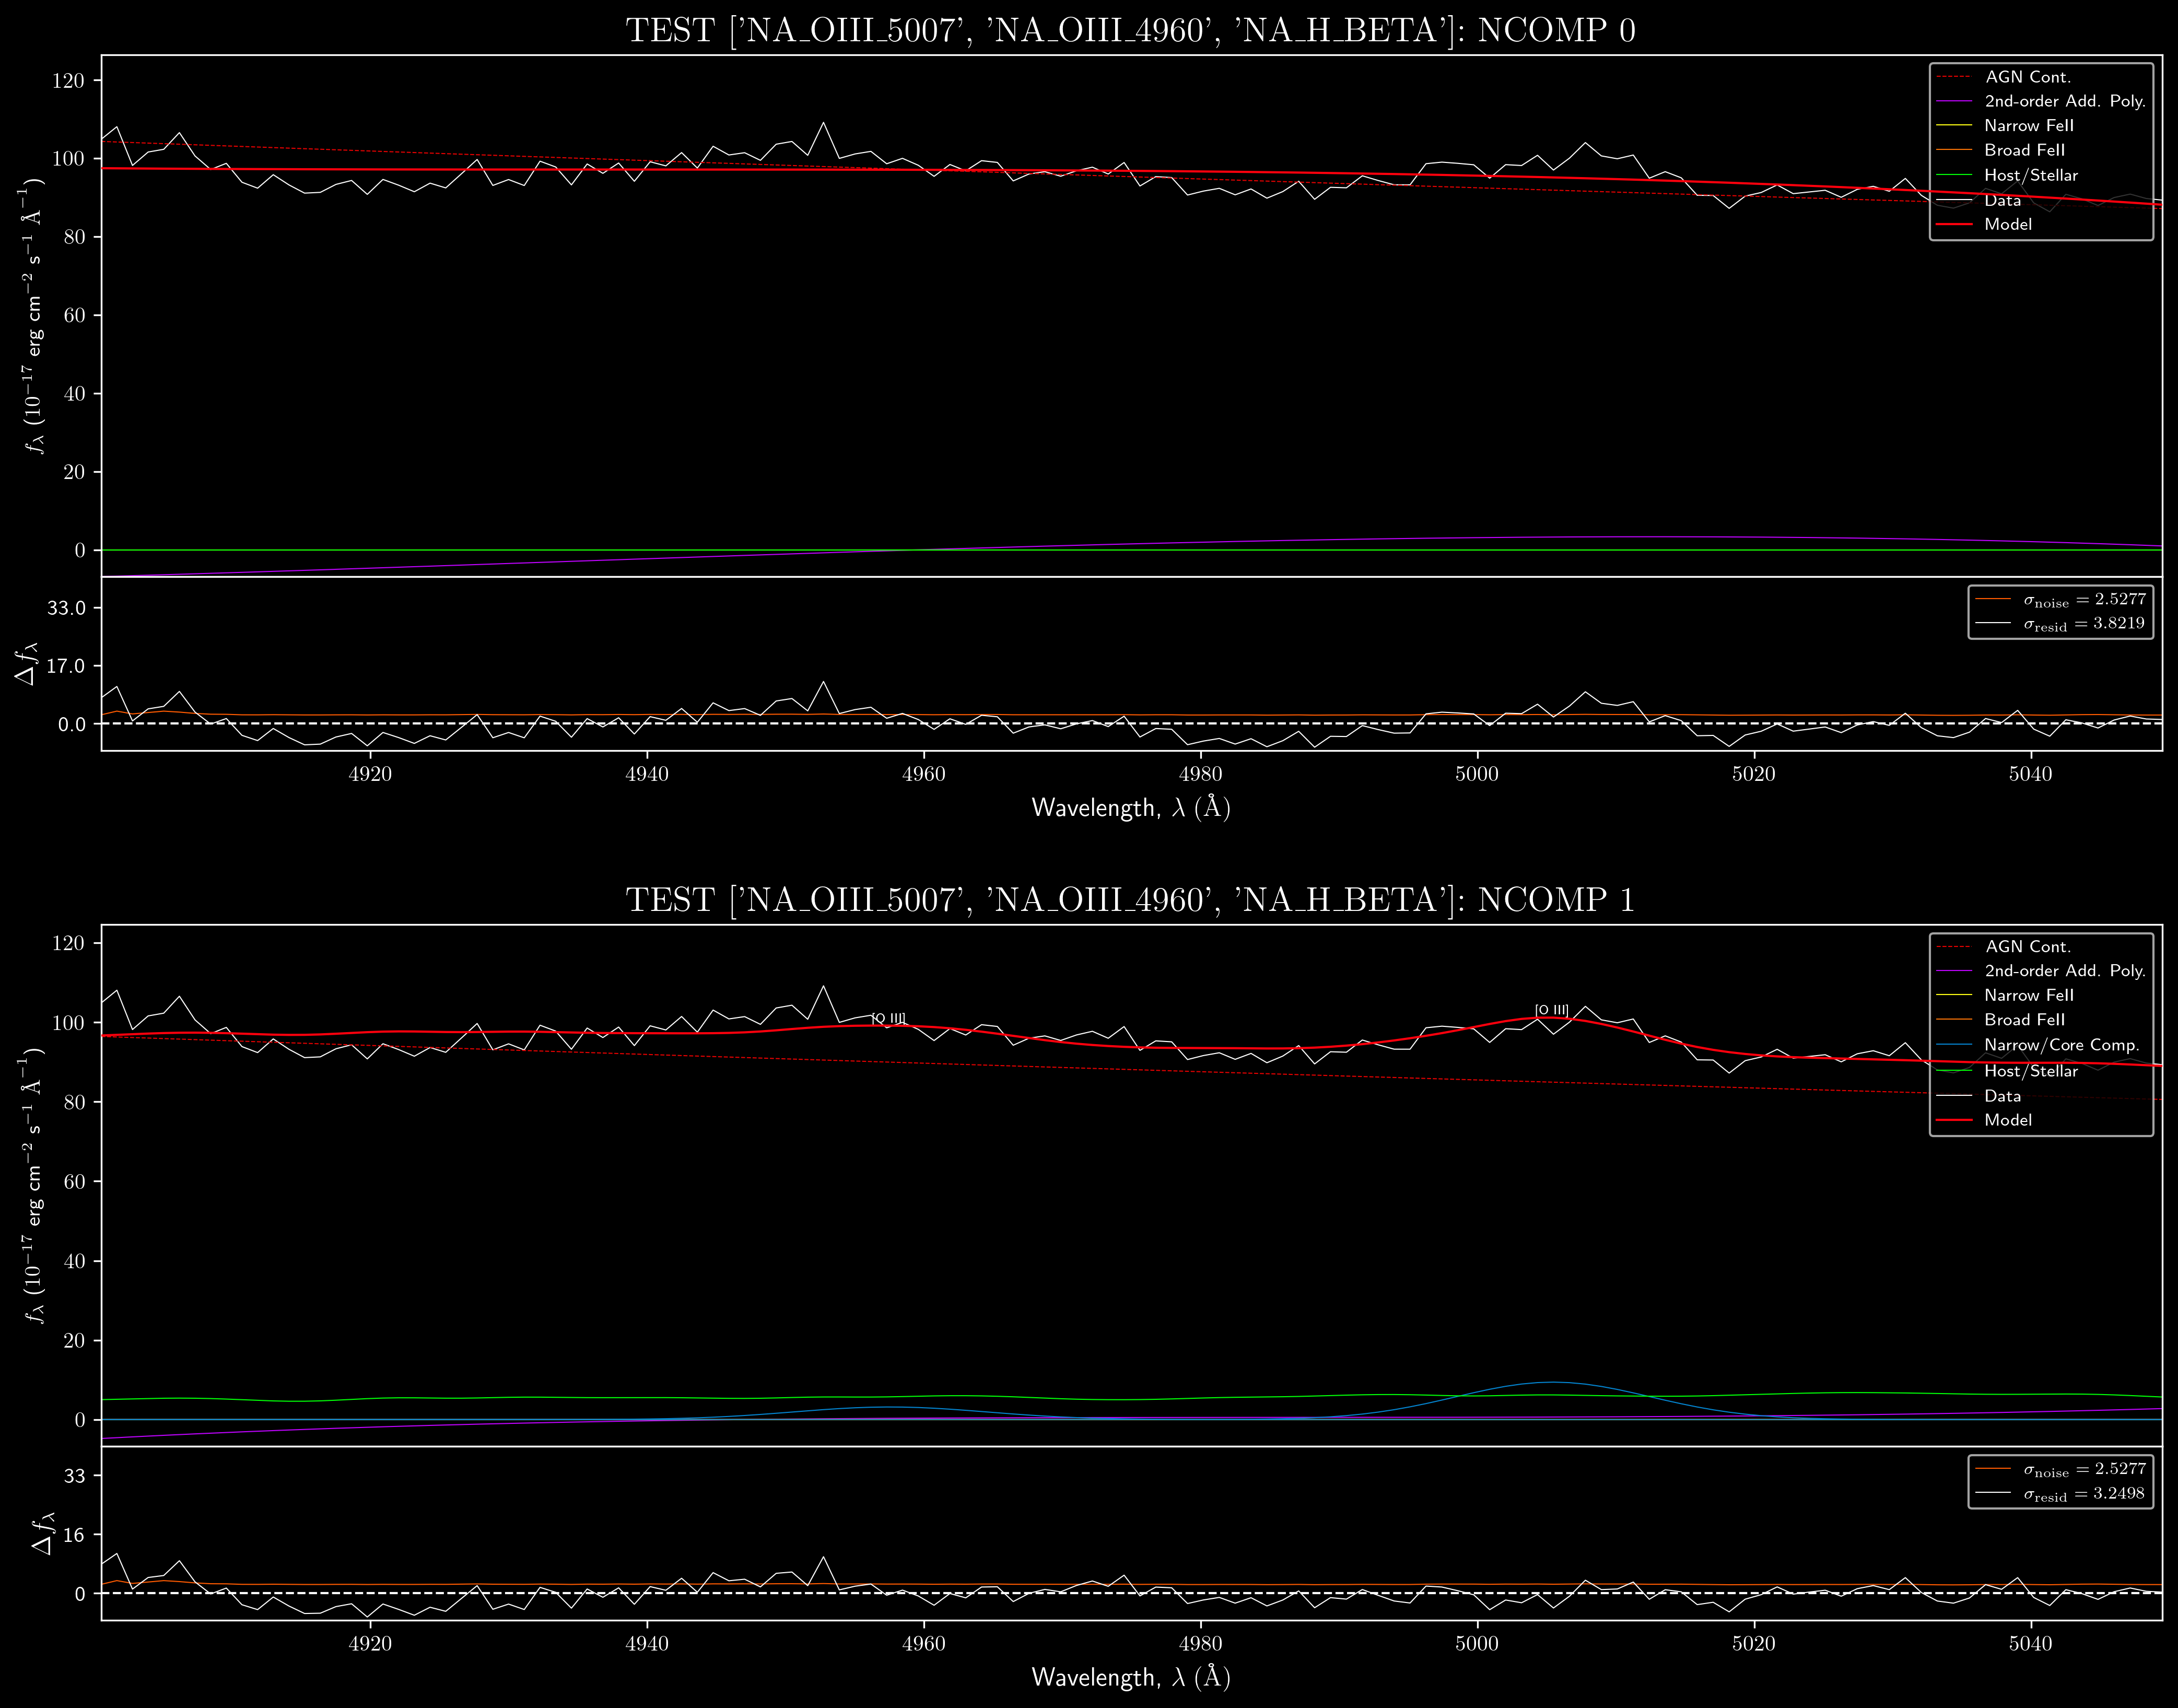 TEST ['NA_OIII_5007', 'NA_OIII_4960', 'NA_H_BETA']: NCOMP 0
120
100
80
60
40
20
0
fλ (10⁻¹⁷ erg cm⁻² s⁻¹ Å⁻¹)
AGN Cont.
2nd-order Add. Poly.
Narrow FeII
Broad FeII
Host/Stellar
Data
Model
33.0
17.0
0.0
Δfλ
σnoise = 2.5277
σresid = 3.8219
4920 4940 4960 4980 5000 5020 5040
Wavelength, λ (Å)
TEST ['NA_OIII_5007', 'NA_OIII_4960', 'NA_H_BETA']: NCOMP 1
120
100
80
60
40
20
0
fλ (10⁻¹⁷ erg cm⁻² s⁻¹ Å⁻¹)
[O III]
[O III]
AGN Cont.
2nd-order Add. Poly.
Narrow FeII
Broad FeII
Narrow/Core Comp.
Host/Stellar
Data
Model
33
16
0
Δfλ
σnoise = 2.5277
σresid = 3.2498
4920 4940 4960 4980 5000 5020 5040
Wavelength, λ (Å)